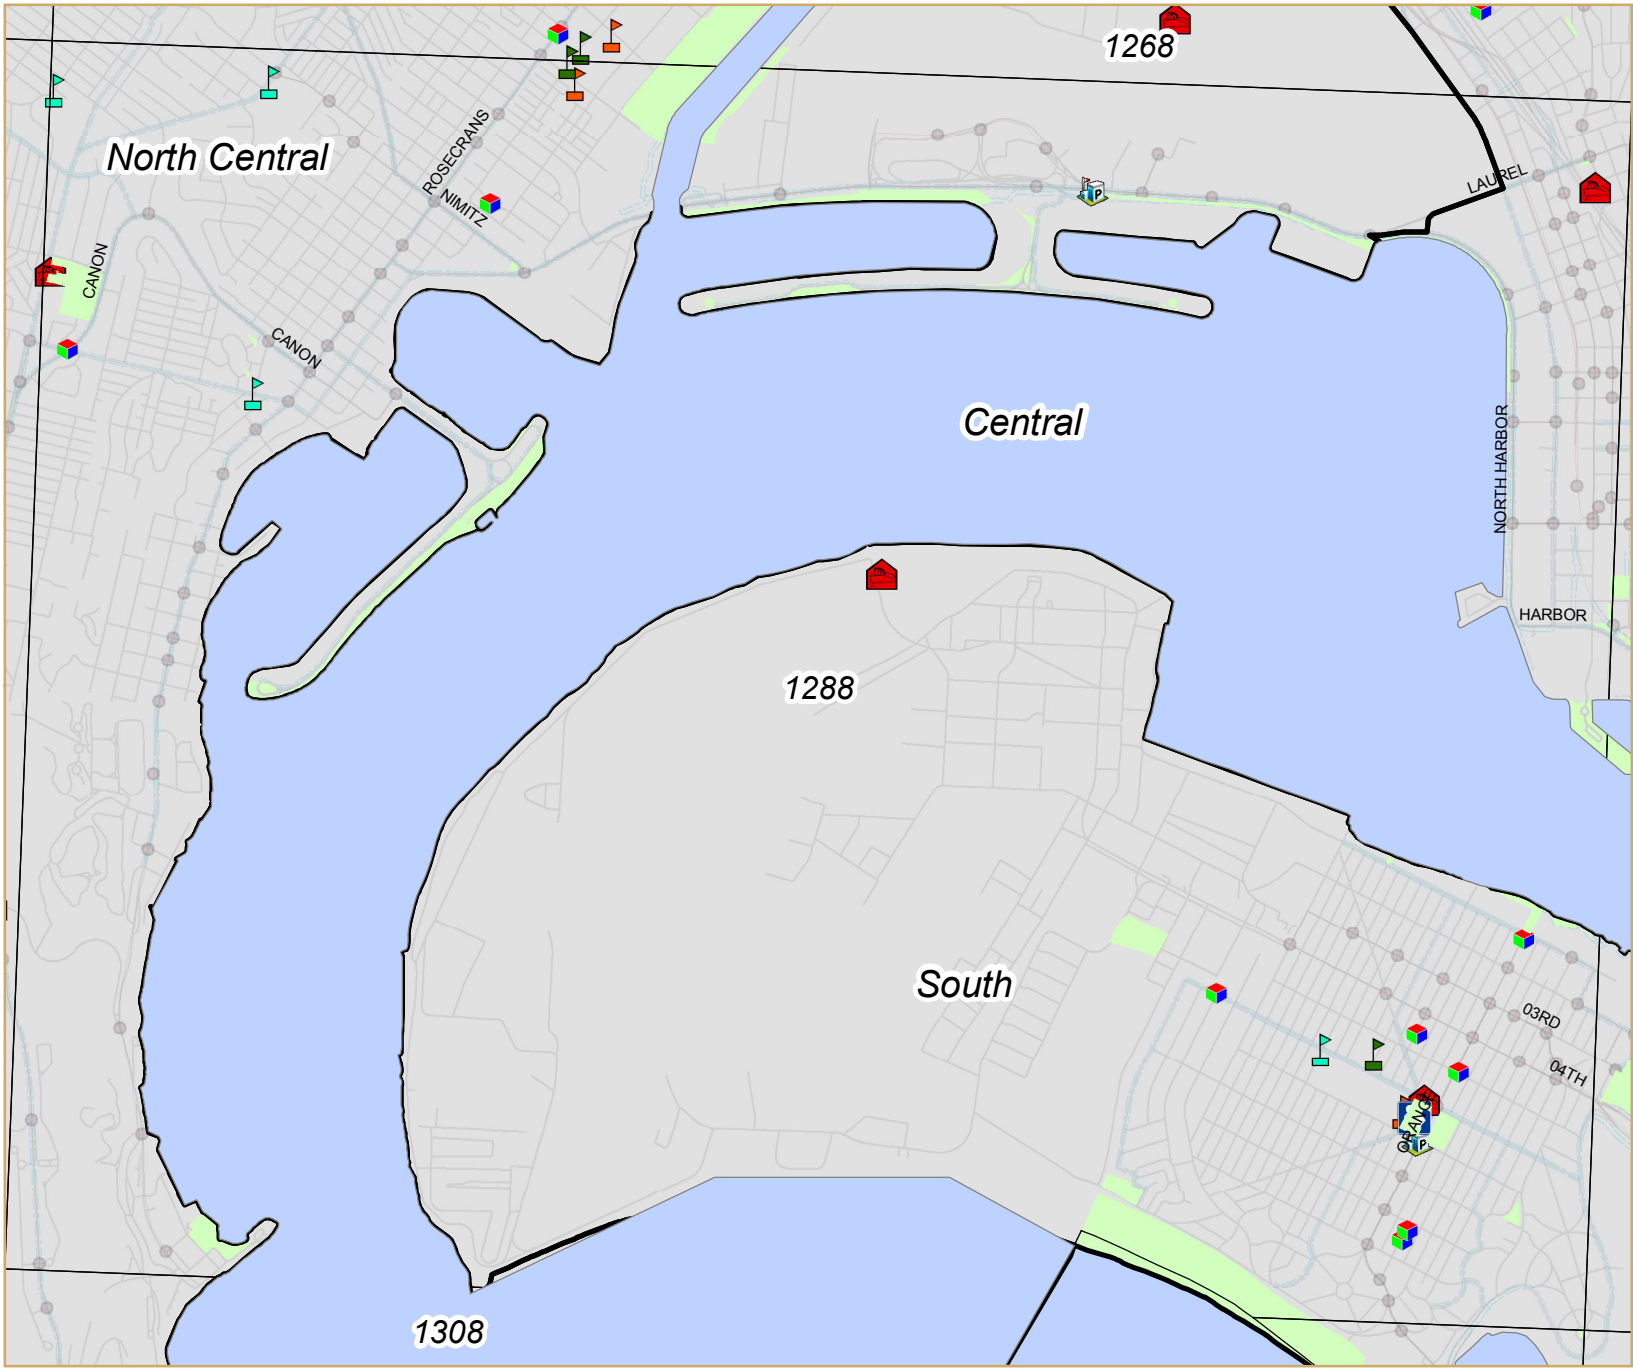 1268
North Central
ROSECRANS
NIMITZ
LAUREL
P
CANON
CANON
Central
NORTH HARBOR
HARBOR
1288
South
03RD
04TH
ORANGE
P
1308